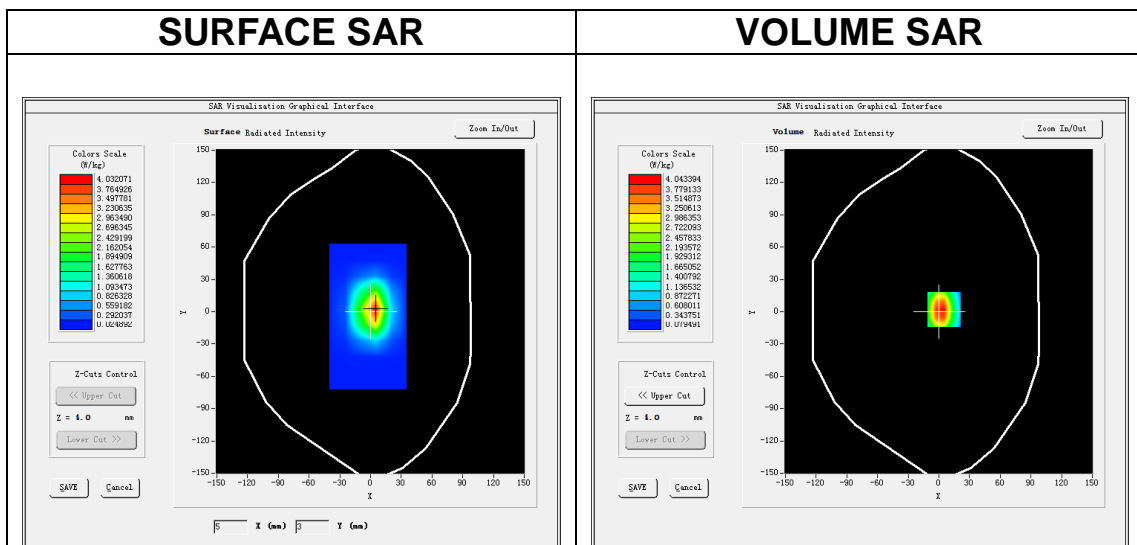 SURFACE SAR
VOLUME SAR
SAR Visualisation Graphical Interface
Surface Radiated Intensity
Zoom In/Out
Colors Scale
(W/kg)
4.032071
3.764926
3.497781
3.230635
2.963490
2.696345
2.429199
2.162054
1.894909
1.627763
1.360618
1.093473
0.826328
0.559182
0.292037
0.024892
Z-Cuts Control
<< Upper Cut
Z = 4.0 mm
Lower Cut >>
SAVE
Cancel
150
120
90
60
30
0
-30
-60
-90
-120
-150
Y
-150 -120 -90 -60 -30 0 30 60 90 120 150
X
5 X (mm) 3 Y (mm)
SAR Visualisation Graphical Interface
Volume Radiated Intensity
Zoom In/Out
Colors Scale
(W/kg)
4.043394
3.779133
3.514873
3.250613
2.986353
2.722093
2.457833
2.193572
1.929312
1.665052
1.400792
1.136532
0.872271
0.608011
0.343751
0.079491
Z-Cuts Control
<< Upper Cut
Z = 4.0 mm
Lower Cut >>
SAVE
Cancel
150
120
90
60
30
0
-30
-60
-90
-120
-150
Y
-150 -120 -90 -60 -30 0 30 60 90 120 150
X